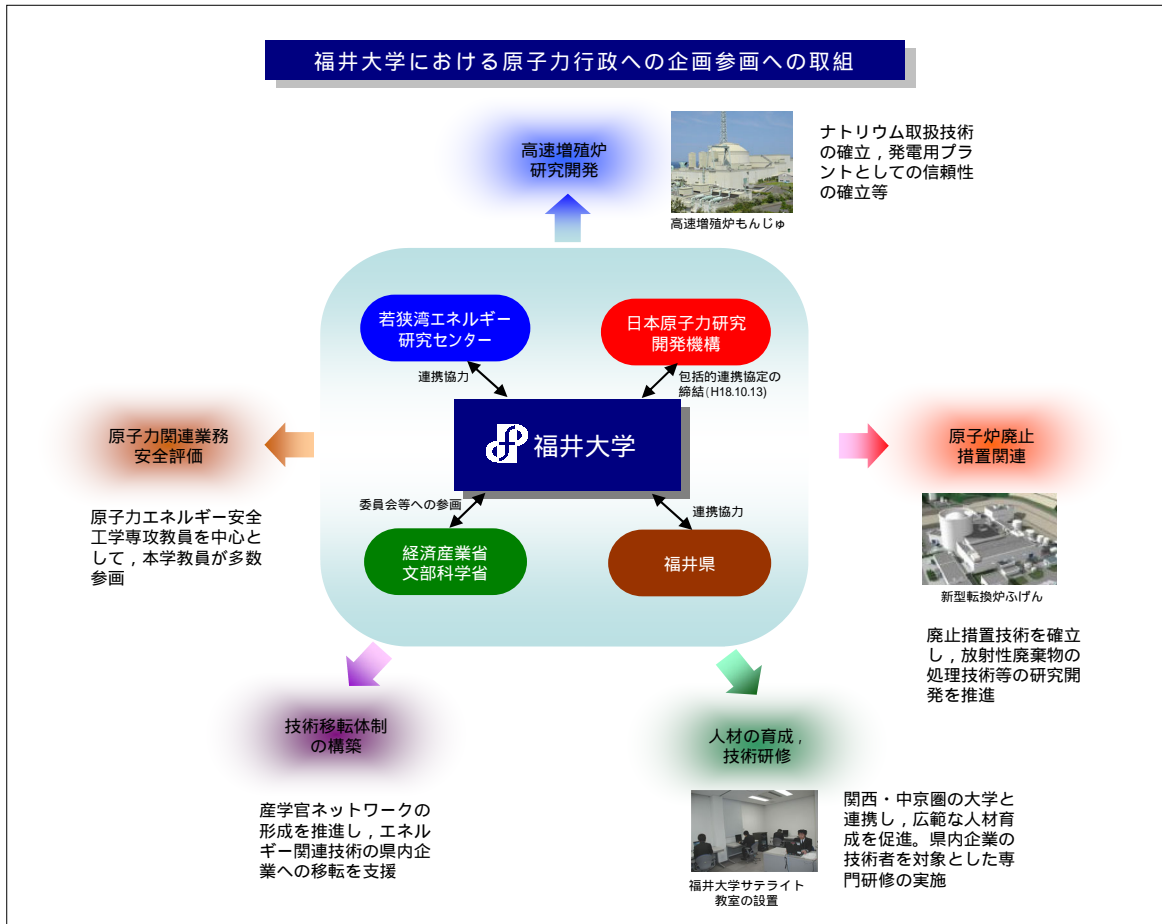 福井大学における原子力行政への企画参画への取組
高速増殖炉
研究開発
高速増殖炉もんじゅ
ナトリウム取扱技術
の確立，発電用プラ
ントとしての信頼性
の確立等
若狭湾エネルギー
研究センター
日本原子力研究
開発機構
連携協力
包括的連携協定の
締結(H18.10.13)
福井大学
委員会等への参画
連携協力
経済産業省
文部科学省
福井県
原子力関連業務
安全評価
原子力エネルギー安全
工学専攻教員を中心と
して，本学教員が多数
参画
原子炉廃止
措置関連
新型転換炉ふげん
廃止措置技術を確立
し，放射性廃棄物の
処理技術等の研究開
発を推進
技術移転体制
の構築
産学官ネットワークの
形成を推進し，エネル
ギー関連技術の県内企
業への移転を支援
人材の育成，
技術研修
福井大学サテライト
教室の設置
関西・中京圏の大学と
連携し，広範な人材育
成を促進。県内企業の
技術者を対象とした専
門研修の実施